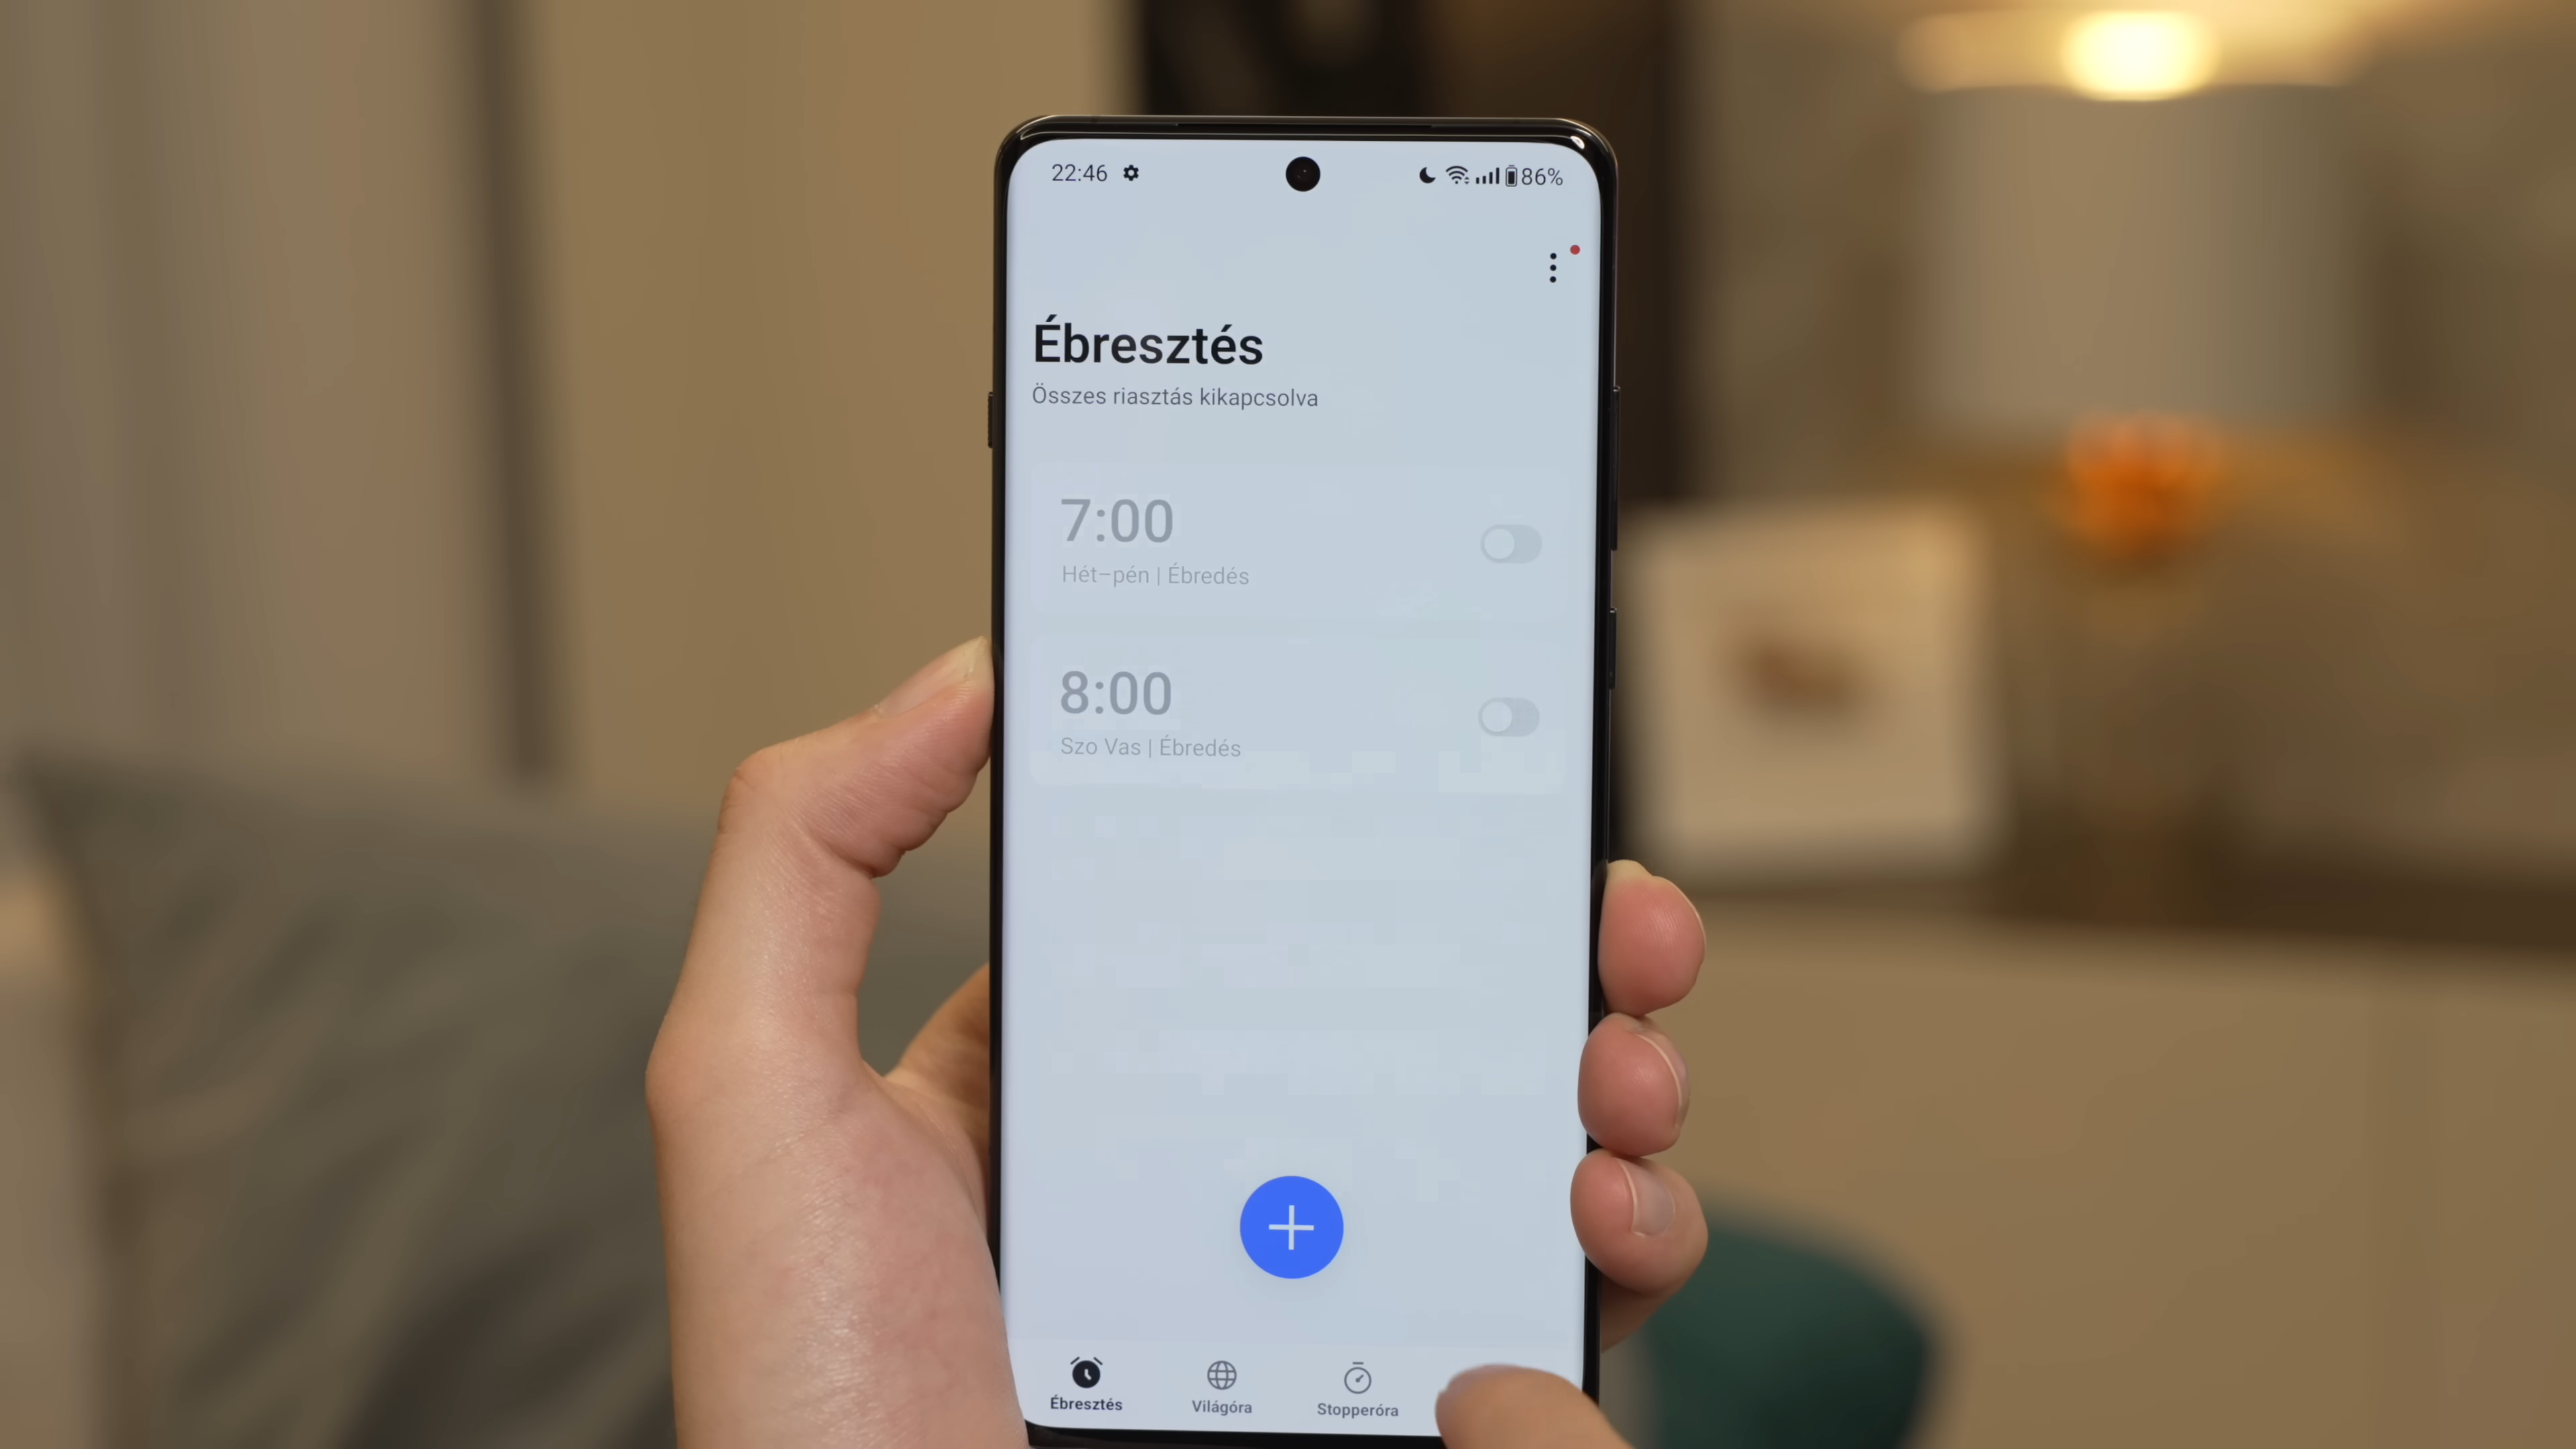 22:46 86%
Ébresztés
Összes riasztás kikapcsolva
7:00
Hét–pén | Ébredés
8:00
Szo Vas | Ébredés
Ébresztés Világóra Stopperóra